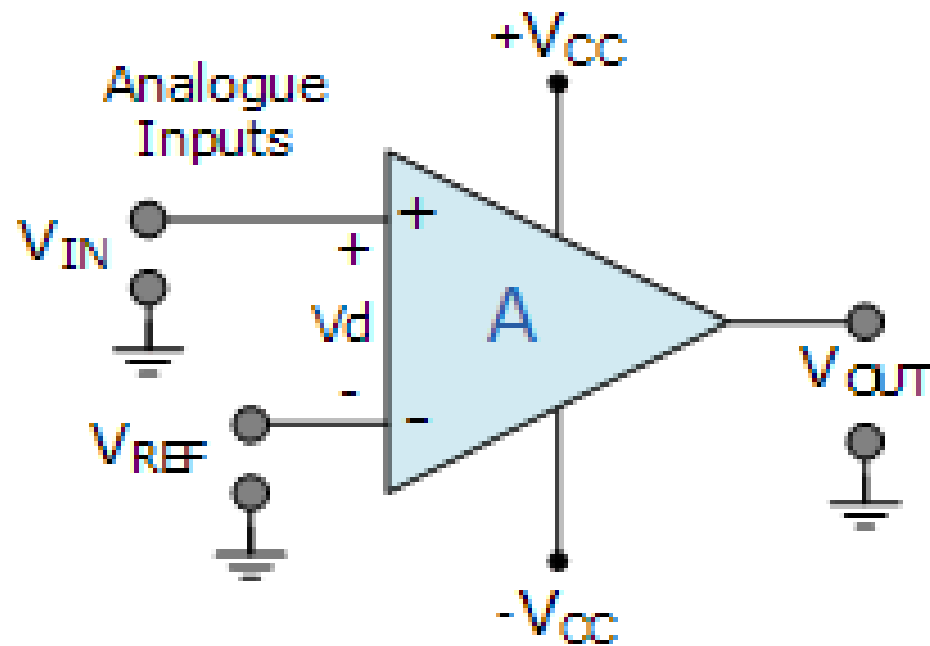 +VCC
Analogue
Inputs
+
VIN
+
A
Vd
VOUT
-
-
VREF
-VCC